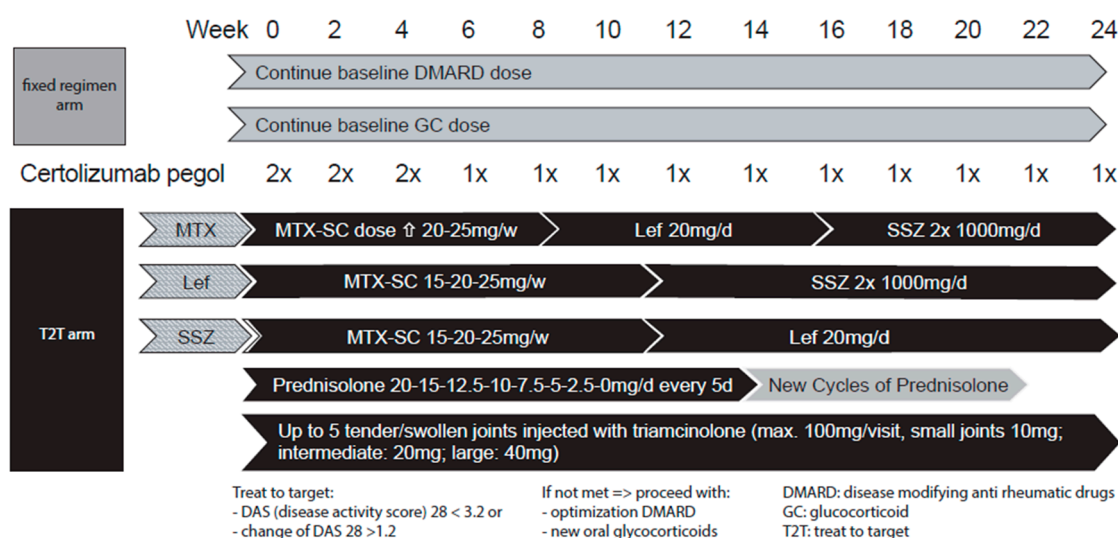 Week 0 2 4 6 8 10 12 14 16 18 20 22 24
fixed regimen
arm
Continue baseline DMARD dose
Continue baseline GC dose
Certolizumab pegol 2x 2x 2x 1x 1x 1x 1x 1x 1x 1x 1x 1x 1x
T2T arm
MTX MTX-SC dose ⇧ 20-25mg/w Lef 20mg/d SSZ 2x 1000mg/d
Lef MTX-SC 15-20-25mg/w SSZ 2x 1000mg/d
SSZ MTX-SC 15-20-25mg/w Lef 20mg/d
Prednisolone 20-15-12.5-10-7.5-5-2.5-0mg/d every 5d New Cycles of Prednisolone
Up to 5 tender/swollen joints injected with triamcinolone (max. 100mg/visit, small joints 10mg;
intermediate: 20mg; large: 40mg)
Treat to target:
- DAS (disease activity score) 28 < 3.2 or
- change of DAS 28 >1.2
If not met => proceed with:
- optimization DMARD
- new oral glycocorticoids
DMARD: disease modifying anti rheumatic drugs
GC: glucocorticoid
T2T: treat to target